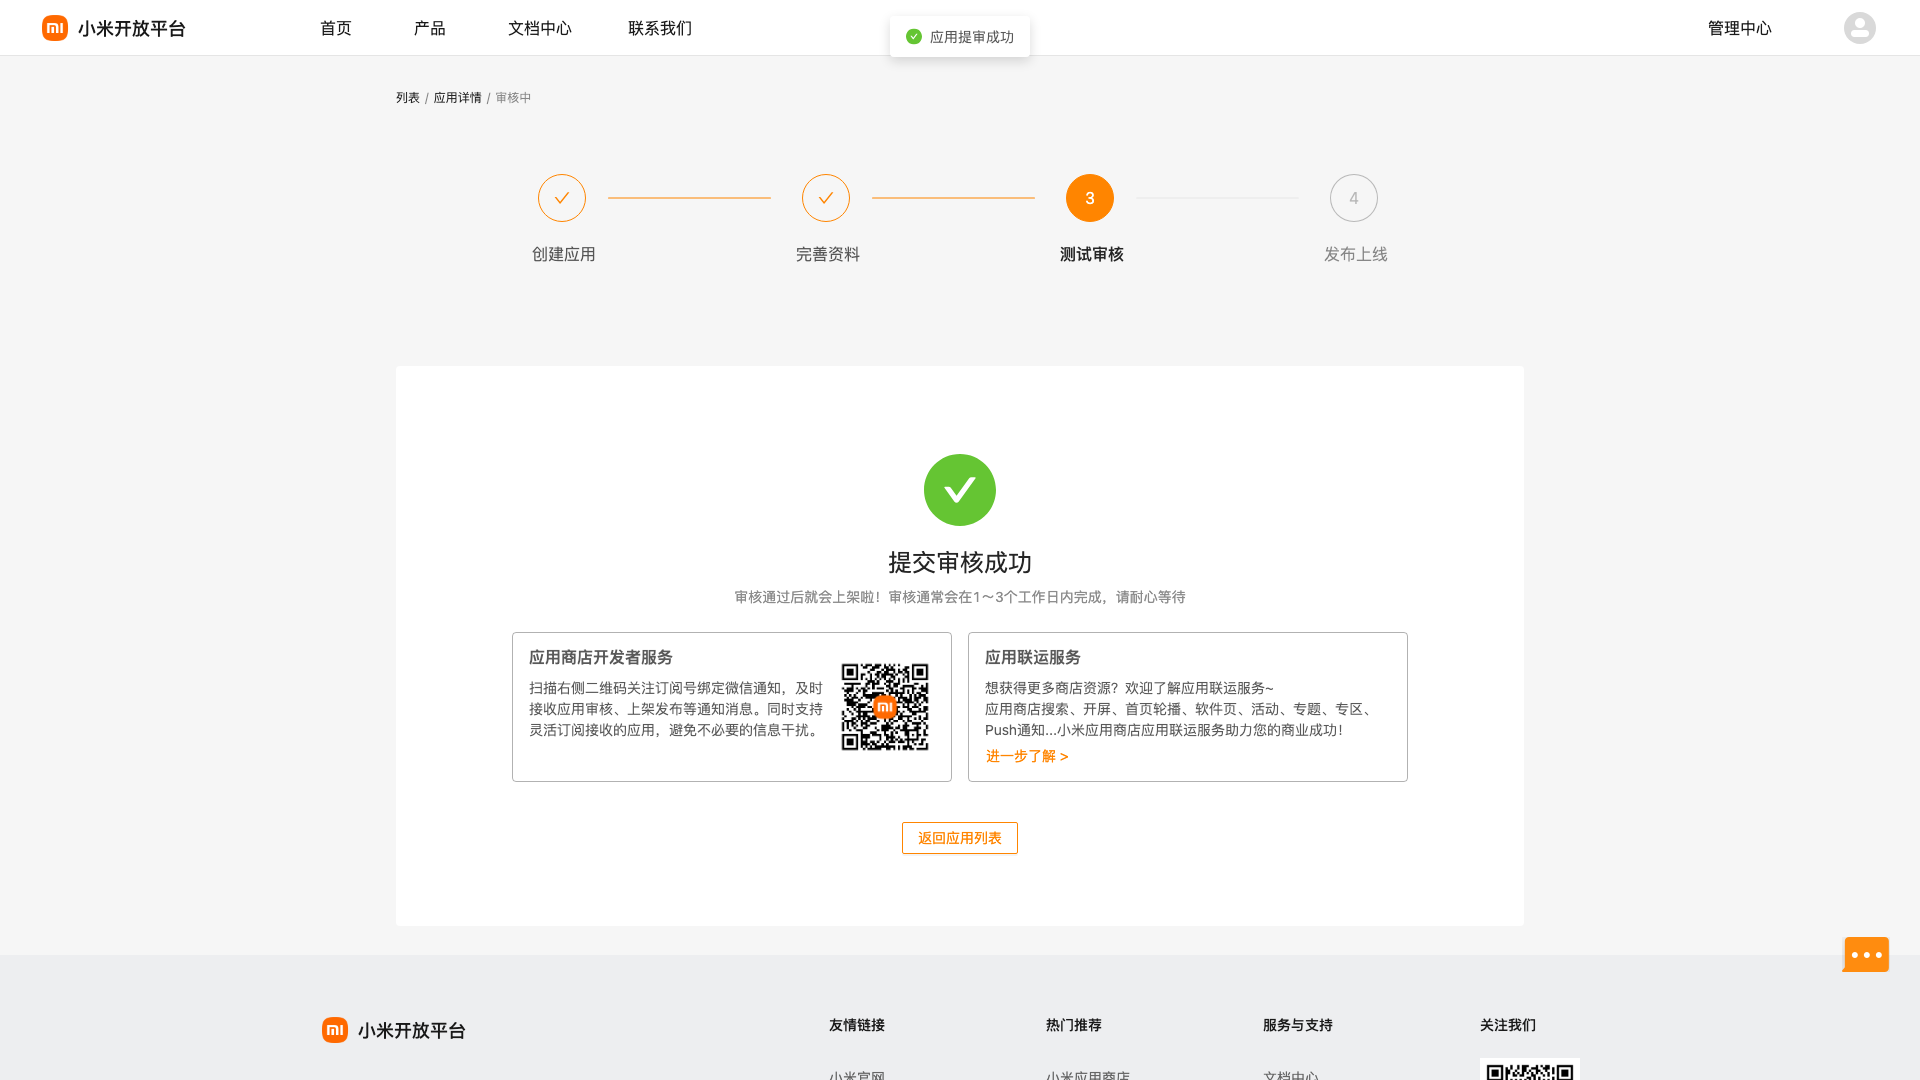 小米开放平台
首页
产品
文档中心
联系我们
应用提审成功
管理中心
列表 / 应用详情 / 审核中
3
4
创建应用
完善资料
测试审核
发布上线
提交审核成功
审核通过后就会上架啦！审核通常会在1～3个工作日内完成，请耐心等待
应用商店开发者服务
扫描右侧二维码关注订阅号绑定微信通知，及时
接收应用审核、上架发布等通知消息。同时支持
灵活订阅接收的应用，避免不必要的信息干扰。
应用联运服务
想获得更多商店资源？欢迎了解应用联运服务~
应用商店搜索、开屏、首页轮播、软件页、活动、专题、专区、
Push通知...小米应用商店应用联运服务助力您的商业成功！
进一步了解 >
返回应用列表
小米开放平台
友情链接
热门推荐
服务与支持
关注我们
小米官网
小米应用商店
文档中心